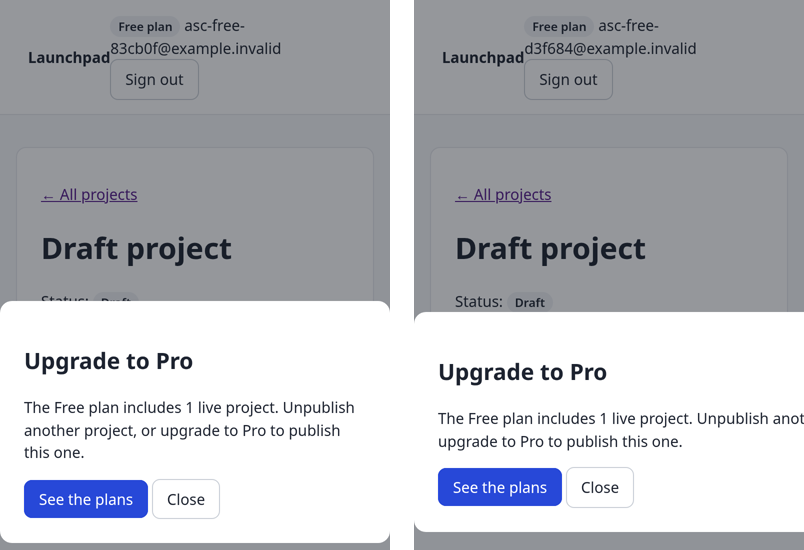 Free plan asc-free-
83cb0f@example.invalid
Launchpad
Sign out
← All projects
Draft project
Status: Draft
Upgrade to Pro
The Free plan includes 1 live project. Unpublish
another project, or upgrade to Pro to publish
this one.
See the plans
Close
Free plan asc-free-
d3f684@example.invalid
Launchpad
Sign out
← All projects
Draft project
Status: Draft
Upgrade to Pro
The Free plan includes 1 live project. Unpublish anot
upgrade to Pro to publish this one.
See the plans
Close